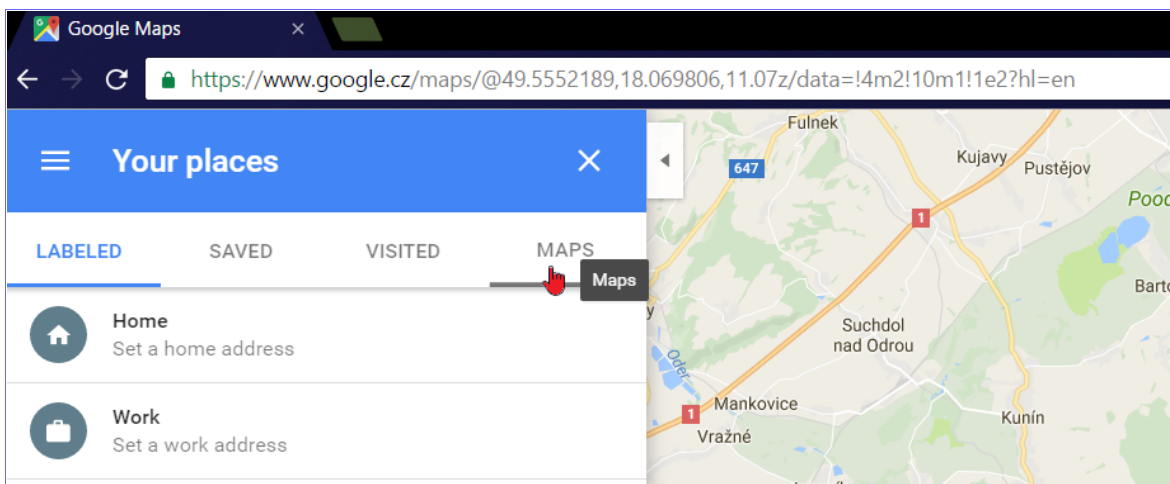 Google Maps
https://www.google.cz/maps/@49.5552189,18.069806,11.07z/data=!4m2!10m1!1e2?hl=en
Your places
LABELED SAVED VISITED MAPS
Maps
Home
Set a home address
Work
Set a work address
Fulnek
647
Kujavy
Pustějov
1
Suchdol
nad Odrou
Oder
Mankovice
1
Vražné
Kunín